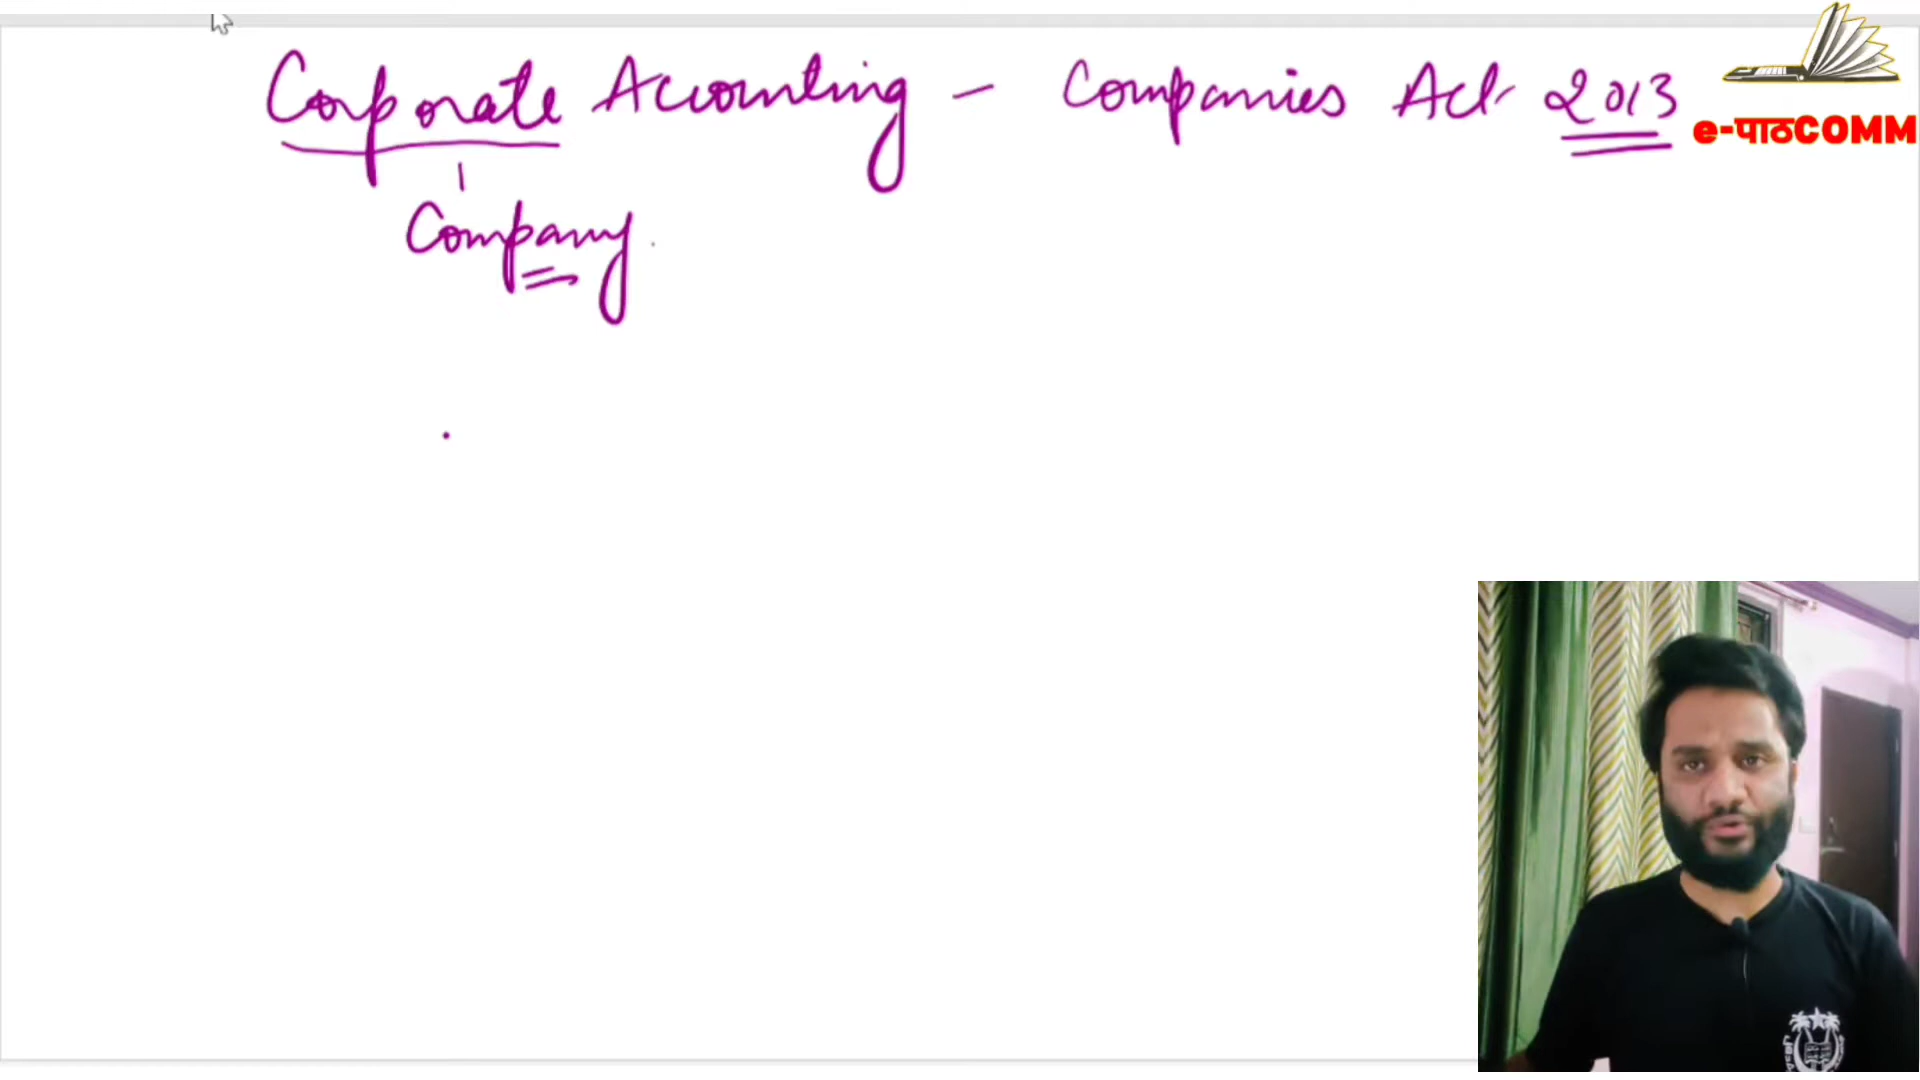 Corporate Accounting - Companies Act 2013
e-पाठCOMM
Company